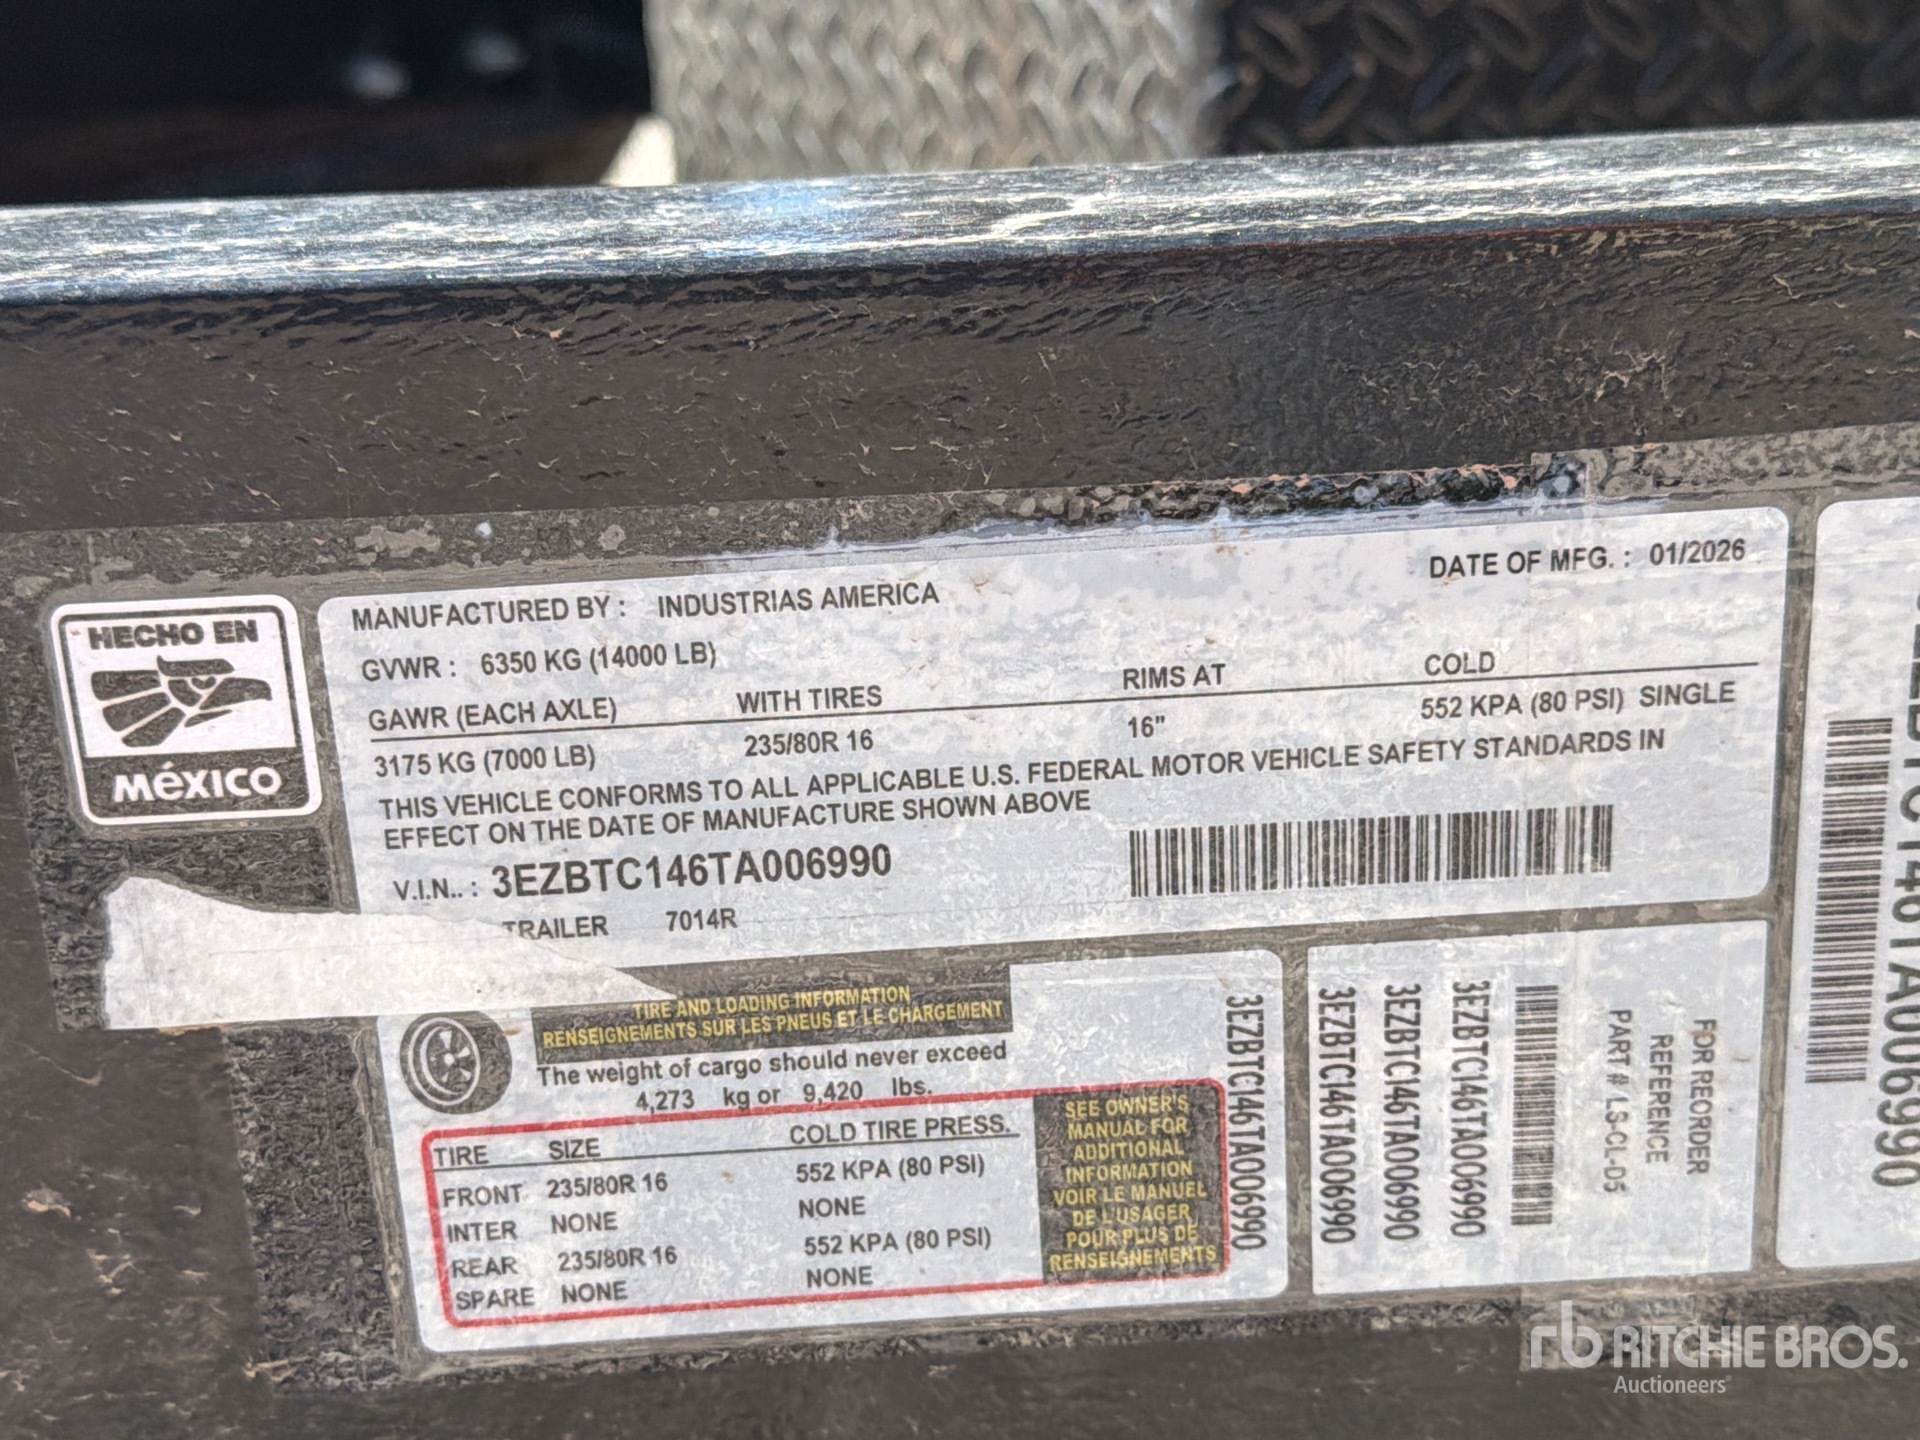 HECHO EN
MéXICO
MANUFACTURED BY : INDUSTRIAS AMERICA
DATE OF MFG. : 01/2026
GVWR : 6350 KG (14000 LB)
GAWR (EACH AXLE) WITH TIRES RIMS AT COLD
3175 KG (7000 LB) 235/80R 16 16" 552 KPA (80 PSI) SINGLE
THIS VEHICLE CONFORMS TO ALL APPLICABLE U.S. FEDERAL MOTOR VEHICLE SAFETY STANDARDS IN
EFFECT ON THE DATE OF MANUFACTURE SHOWN ABOVE
V.I.N.. : 3EZBTC146TA006990
TRAILER 7014R
TIRE AND LOADING INFORMATION
RENSEIGNEMENTS SUR LES PNEUS ET LE CHARGEMENT
The weight of cargo should never exceed
4,273 kg or 9,420 lbs.
TIRE SIZE COLD TIRE PRESS.
FRONT 235/80R 16 552 KPA (80 PSI)
INTER NONE NONE
REAR 235/80R 16 552 KPA (80 PSI)
SPARE NONE NONE
SEE OWNER'S
MANUAL FOR
ADDITIONAL
INFORMATION
VOIR LE MANUEL
DE L'USAGER
POUR PLUS DE
RENSEIGNEMENTS
3EZBTC146TA006990
3EZBTC146TA006990
3EZBTC146TA006990
3EZBTC146TA006990
PART # LS-CL-D5
REFERENCE
FOR REORDER
3EZBTC146TA006990
rb RITCHIE BROS.
Auctioneers